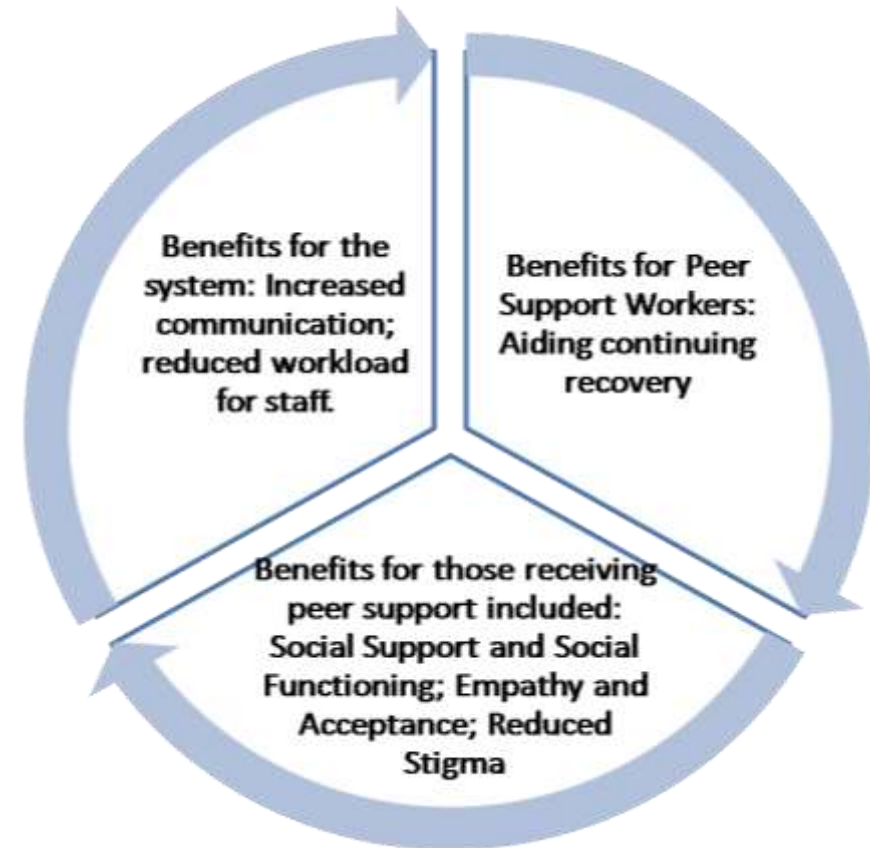 Benefits for the
system: Increased
communication;
reduced workload
for staff.
Benefits for Peer
Support Workers:
Aiding continuing
recovery
Benefits for those receiving
peer support included:
Social Support and Social
Functioning; Empathy and
Acceptance; Reduced
Stigma